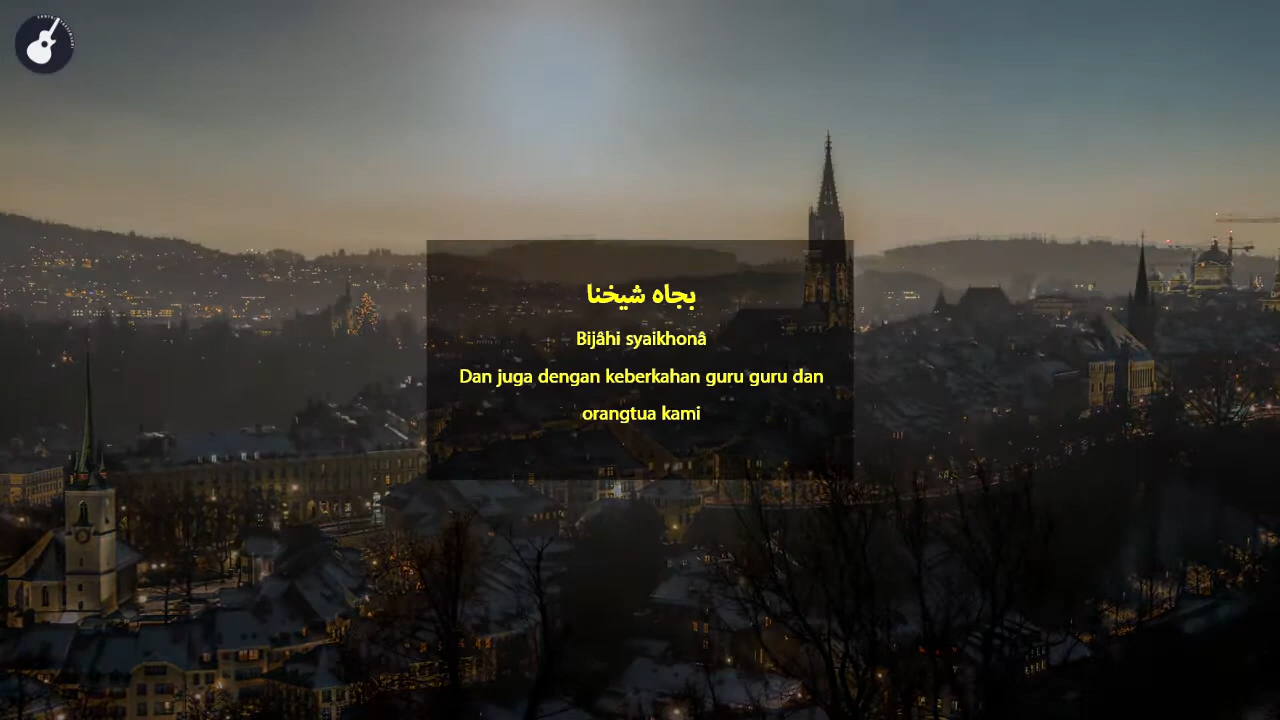 بجاه شيخنا
Bijâhi syaikhonâ
Dan juga dengan keberkahan guru guru dan
orangtua kami